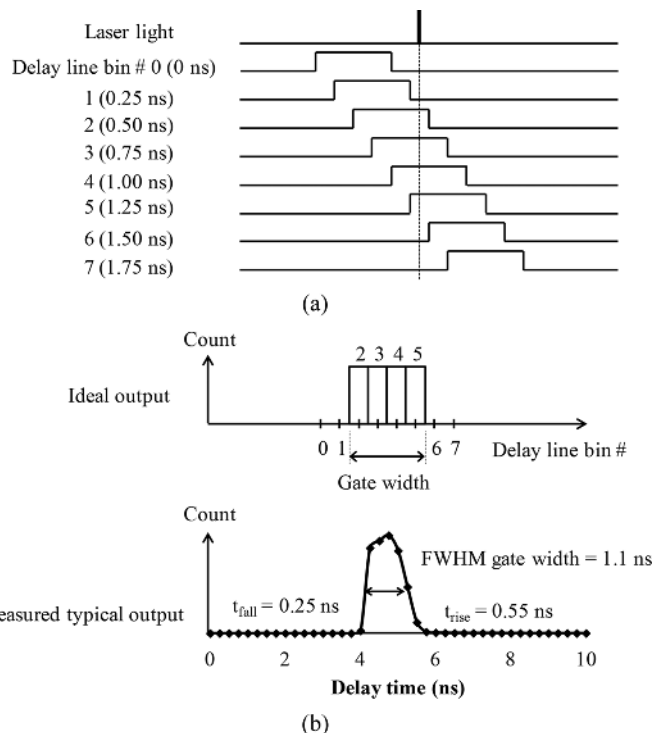 Laser light
Delay line bin # 0 (0 ns)
1 (0.25 ns)
2 (0.50 ns)
3 (0.75 ns)
4 (1.00 ns)
5 (1.25 ns)
6 (1.50 ns)
7 (1.75 ns)
(a)
Count
2 3 4 5
Ideal output
0 1 6 7 Delay line bin #
Gate width
Count
FWHM gate width = 1.1 ns
easured typical output
t_fall = 0.25 ns
t_rise = 0.55 ns
0 2 4 6 8 10
Delay time (ns)
(b)